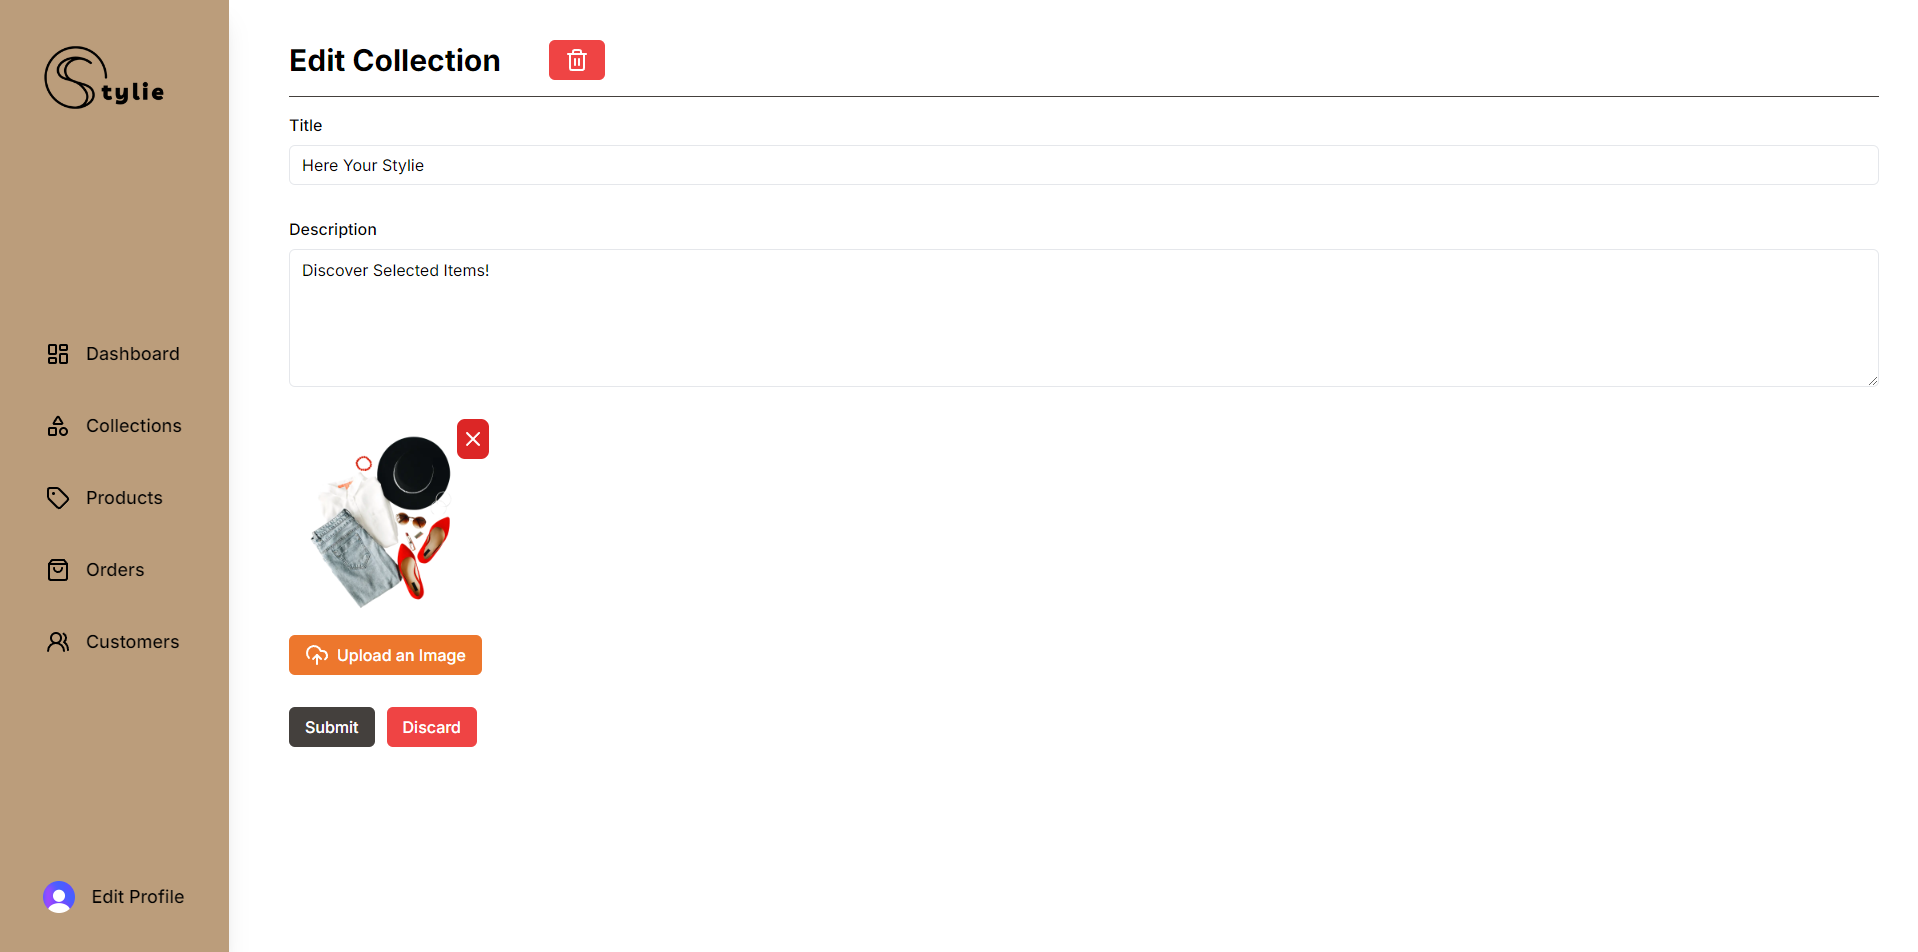 Stylie
Dashboard
Collections
Products
Orders
Customers
Edit Profile
Edit Collection
Title
Here Your Stylie
Description
Discover Selected Items!
Upload an Image
Submit
Discard